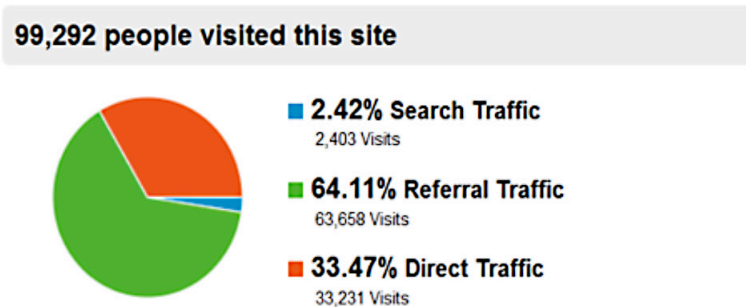 99,292 people visited this site
2.42% Search Traffic
2,403 Visits
64.11% Referral Traffic
63,658 Visits
33.47% Direct Traffic
33,231 Visits